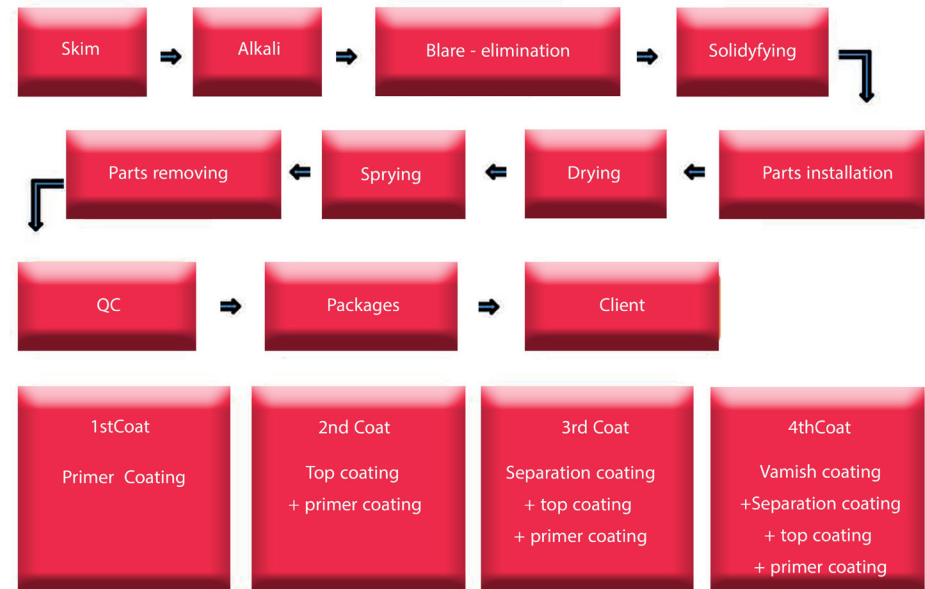 Skim
Alkali
Blare - elimination
Solidyfying
Parts installation
Drying
Sprying
Parts removing
QC
Packages
Client
1stCoat
Primer Coating
2nd Coat
Top coating
+ primer coating
3rd Coat
Separation coating
+ top coating
+ primer coating
4thCoat
Vamish coating
+Separation coating
+ top coating
+ primer coating